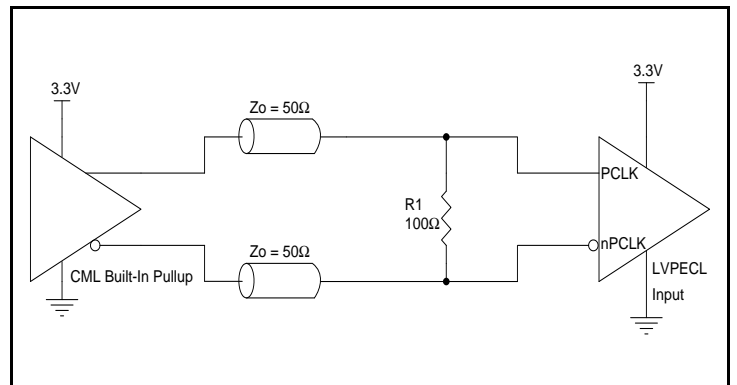 3.3V
3.3V
Zo = 50Ω
PCLK
R1
100Ω
nPCLK
Zo = 50Ω
CML Built-In Pullup
LVPECL
Input